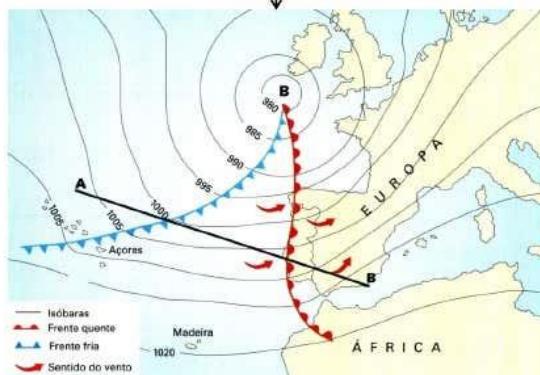 B
980
985
990
995
1000
1005
1005
A
Açores
EUROPA
B
Isóbaras
Frente quente
Frente fria
Sentido do vento
Madeira
1020
ÁFRICA